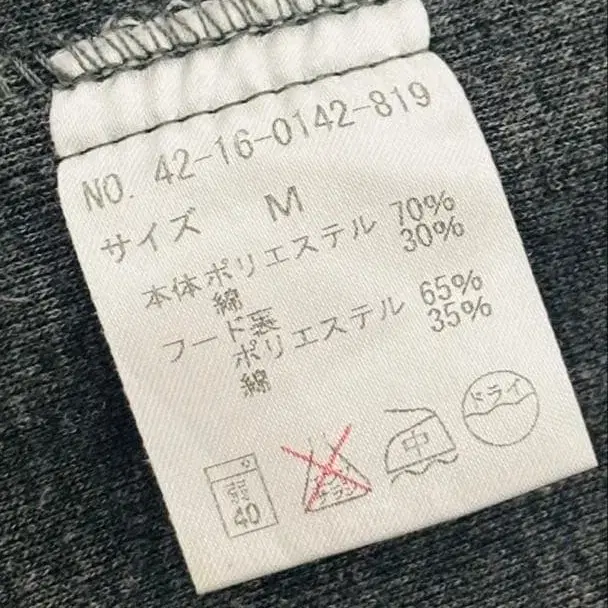 NO. 42-16-0142-819
サイズ M
本体ポリエステル 70%
綿 30%
フード裏
ポリエステル 65%
綿 35%
40
中
ドライ